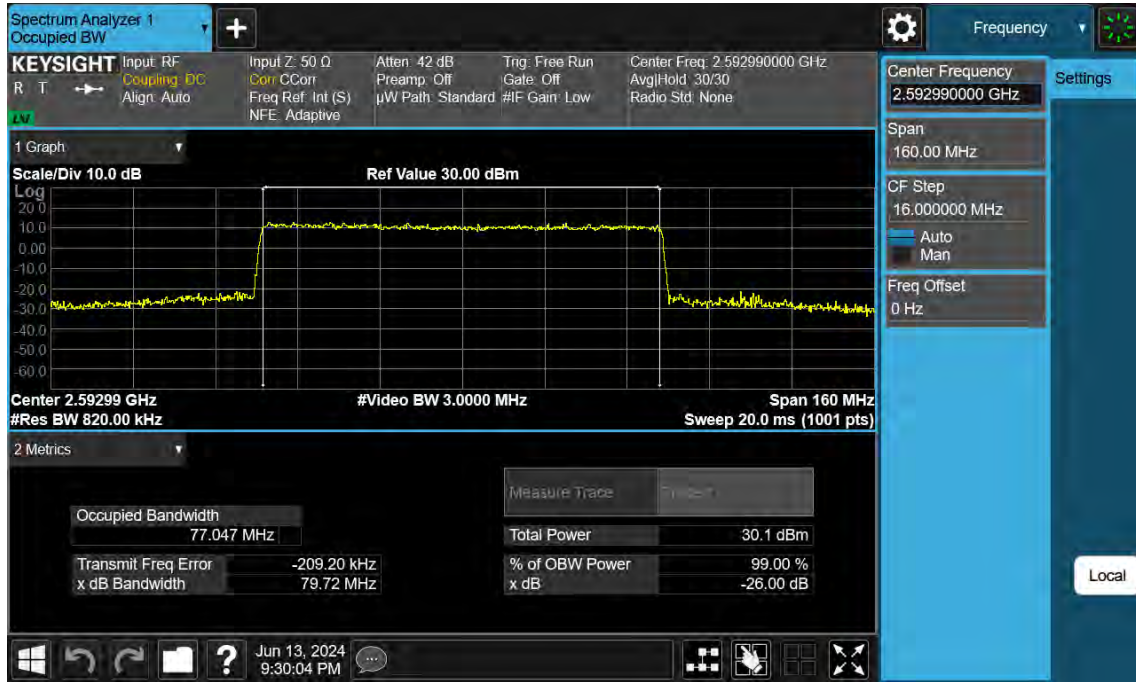 Spectrum Analyzer 1
Occupied BW
+
Frequency
KEYSIGHT
R T
LXI
Input: RF
Coupling: DC
Align: Auto
Input Z: 50 Ω
Corr CCorr
Freq Ref: Int (S)
NFE: Adaptive
Atten: 42 dB
Preamp: Off
µW Path: Standard
Trig: Free Run
Gate: Off
#IF Gain: Low
Center Freq: 2.592990000 GHz
Avg|Hold: 30/30
Radio Std: None
Center Frequency
2.592990000 GHz
Settings
Span
160.00 MHz
CF Step
16.000000 MHz
Auto
Man
Freq Offset
0 Hz
Local
1 Graph
Scale/Div 10.0 dB
Ref Value 30.00 dBm
Log
20.0
10.0
0.00
-10.0
-20.0
-30.0
-40.0
-50.0
-60.0
Center 2.59299 GHz
#Video BW 3.0000 MHz
Span 160 MHz
#Res BW 820.00 kHz
Sweep 20.0 ms (1001 pts)
2 Metrics
Measure Trace
Occupied Bandwidth
77.047 MHz
Total Power 30.1 dBm
Transmit Freq Error -209.20 kHz
% of OBW Power 99.00 %
x dB Bandwidth 79.72 MHz
x dB -26.00 dB
?
Jun 13, 2024
9:30:04 PM